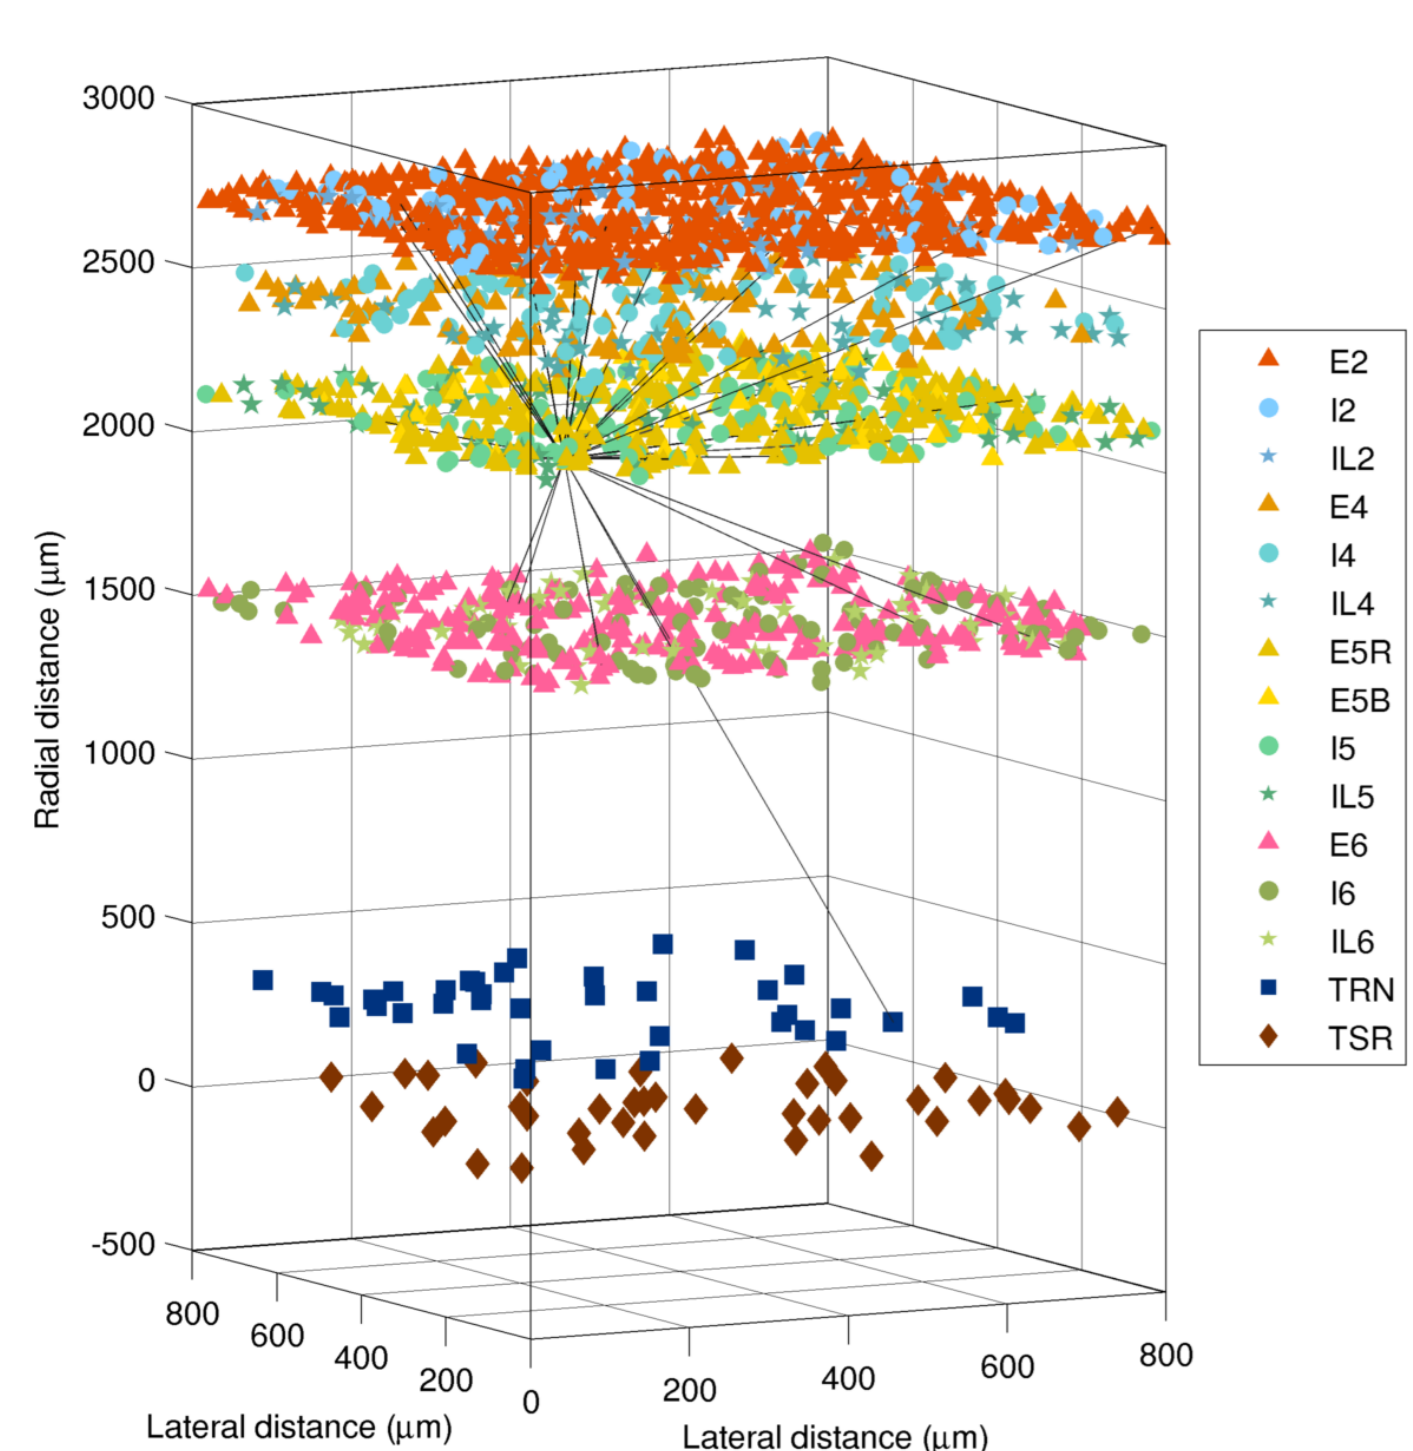 3000
2500
2000
1500
1000
500
0
-500
Radial distance (μm)
800
600
400
200
0
200
400
600
800
Lateral distance (μm)
Lateral distance (μm)
E2
I2
IL2
E4
I4
IL4
E5R
E5B
I5
IL5
E6
I6
IL6
TRN
TSR